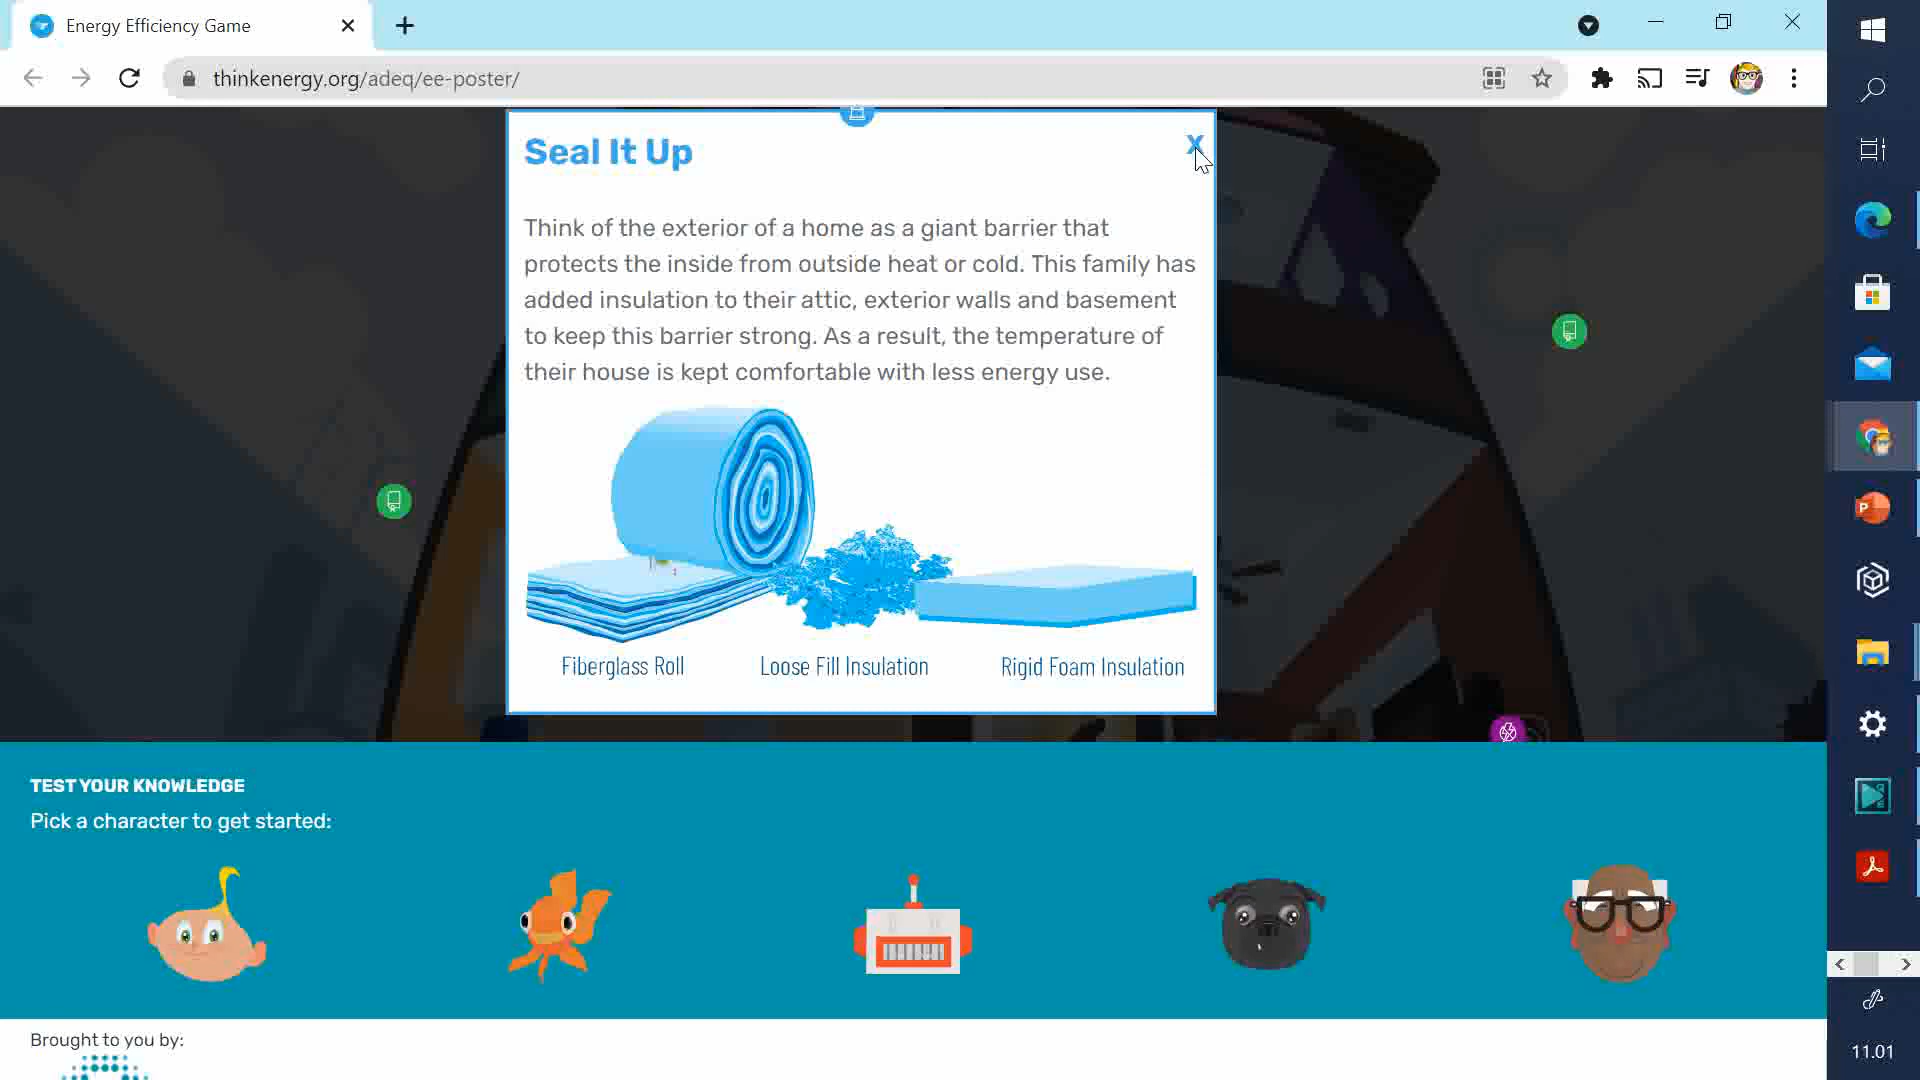 Energy Efficiency Game
thinkenergy.org/adeq/ee-poster/
Seal It Up
X
Think of the exterior of a home as a giant barrier that
protects the inside from outside heat or cold. This family has
added insulation to their attic, exterior walls and basement
to keep this barrier strong. As a result, the temperature of
their house is kept comfortable with less energy use.
Fiberglass Roll
Loose Fill Insulation
Rigid Foam Insulation
TEST YOUR KNOWLEDGE
Pick a character to get started:
Brought to you by:
11.01